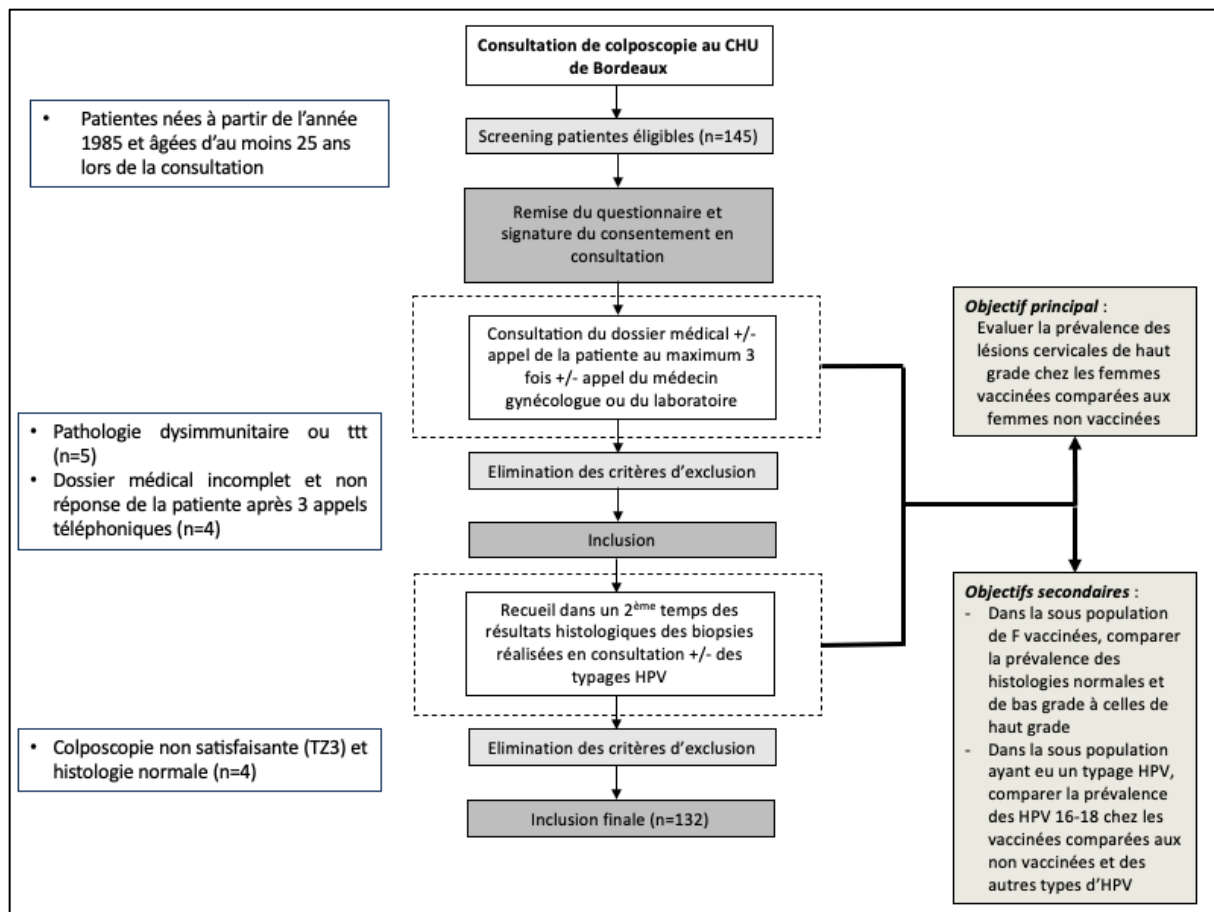 Consultation de colposcopie au CHU
de Bordeaux
• Patientes nées à partir de l'année
1985 et âgées d'au moins 25 ans
lors de la consultation
Screening patientes éligibles (n=145)
Remise du questionnaire et
signature du consentement en
consultation
Consultation du dossier médical +/-
appel de la patiente au maximum 3
fois +/- appel du médecin
gynécologue ou du laboratoire
Objectif principal :
Evaluer la prévalence des
lésions cervicales de haut
grade chez les femmes
vaccinées comparées aux
femmes non vaccinées
• Pathologie dysimmunitaire ou ttt
(n=5)
• Dossier médical incomplet et non
réponse de la patiente après 3 appels
téléphoniques (n=4)
Elimination des critères d'exclusion
Inclusion
Recueil dans un 2ème temps des
résultats histologiques des biopsies
réalisées en consultation +/- des
typages HPV
Objectifs secondaires :
- Dans la sous population
de F vaccinées, comparer
la prévalence des
histologies normales et
de bas grade à celles de
haut grade
- Dans la sous population
ayant eu un typage HPV,
comparer la prévalence
des HPV 16-18 chez les
vaccinées comparées aux
non vaccinées et des
autres types d'HPV
• Colposcopie non satisfaisante (TZ3) et
histologie normale (n=4)
Elimination des critères d'exclusion
Inclusion finale (n=132)